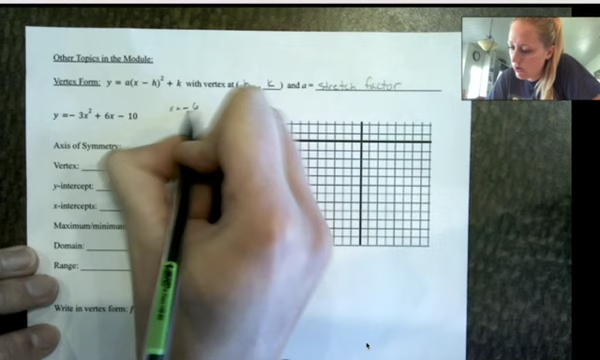 Other Topics in the Module:
Vertex Form: y = a(x − h)² + k with vertex at ( h , k ) and a = stretch factor
y = − 3x² + 6x − 10
x = -6
Axis of Symmetry:
Vertex:
y-intercept:
x-intercepts:
Maximum/minimum
Domain:
Range:
Write in vertex form: